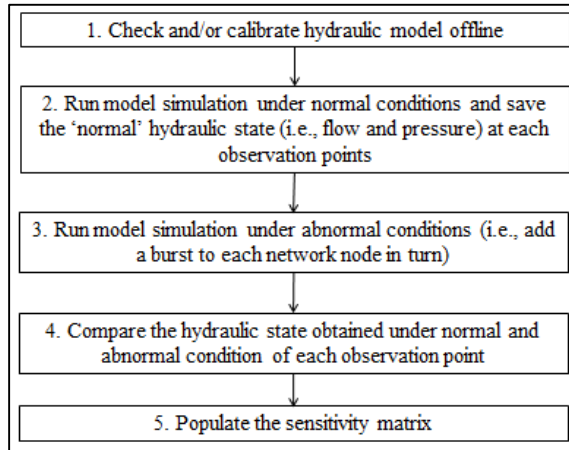 1. Check and/or calibrate hydraulic model offline
2. Run model simulation under normal conditions and save
the ‘normal’ hydraulic state (i.e., flow and pressure) at each
observation points
3. Run model simulation under abnormal conditions (i.e., add
a burst to each network node in turn)
4. Compare the hydraulic state obtained under normal and
abnormal condition of each observation point
5. Populate the sensitivity matrix